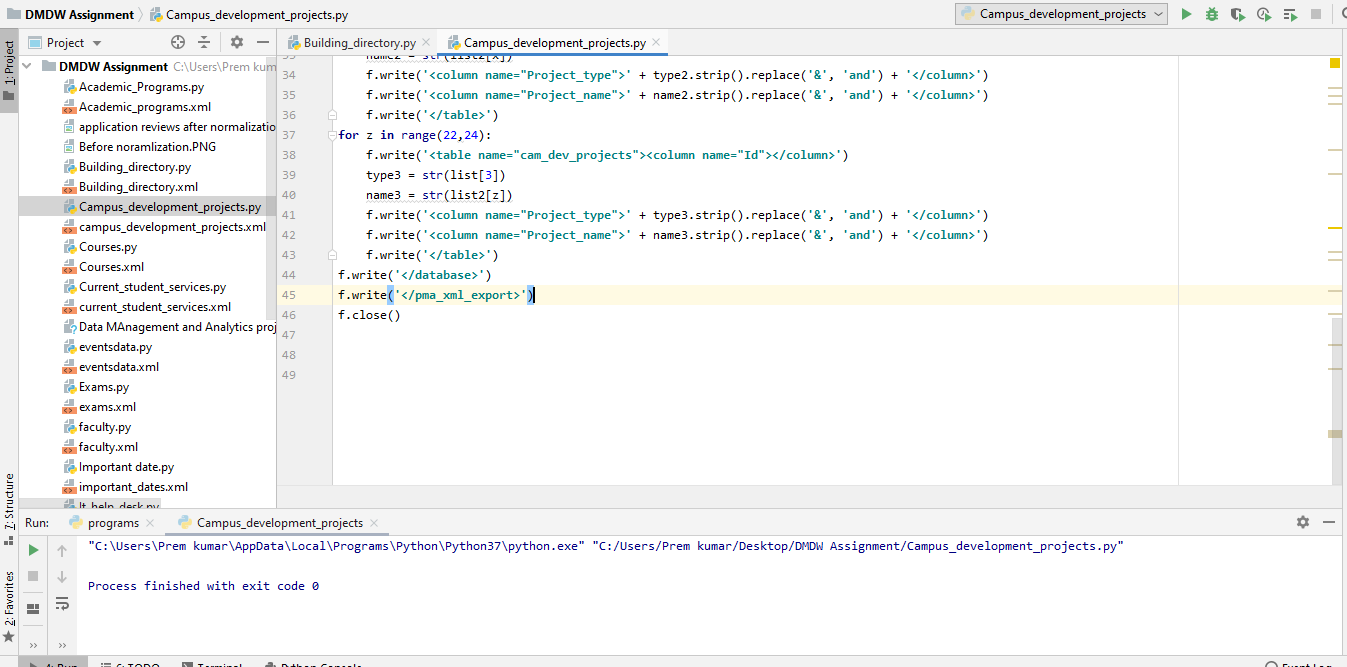 DMDW Assignment Campus_development_projects.py
Campus_development_projects
1: Project
Project
Building_directory.py
Campus_development_projects.py
DMDW Assignment C:\Users\Prem kum
Academic_Programs.py
Academic_Programs.xml
application reviews after normalizatio
Before noramlization.PNG
Building_directory.py
Building_directory.xml
Campus_development_projects.py
campus_development_projects.xml
Courses.py
Courses.xml
Current_student_services.py
current_student_services.xml
Data MAnagement and Analytics proj
eventsdata.py
eventsdata.xml
Exams.py
exams.xml
faculty.py
faculty.xml
Important date.py
important_dates.xml
It_help_desk.py
33 name2 = str(list2[x])
34 f.write('<column name="Project_type">' + type2.strip().replace('&', 'and') + '</column>')
35 f.write('<column name="Project_name">' + name2.strip().replace('&', 'and') + '</column>')
36 f.write('</table>')
37 for z in range(22,24):
38 f.write('<table name="cam_dev_projects"><column name="Id"></column>')
39 type3 = str(list[3])
40 name3 = str(list2[z])
41 f.write('<column name="Project_type">' + type3.strip().replace('&', 'and') + '</column>')
42 f.write('<column name="Project_name">' + name3.strip().replace('&', 'and') + '</column>')
43 f.write('</table>')
44 f.write('</database>')
45 f.write('</pma_xml_export>')
46 f.close()
47
48
49
7: Structure
2: Favorites
Run: programs Campus_development_projects
"C:\Users\Prem kumar\AppData\Local\Programs\Python\Python37\python.exe" "C:/Users/Prem kumar/Desktop/DMDW Assignment/Campus_development_projects.py"
Process finished with exit code 0
4: Run 6: TODO Terminal Python Console Event Log